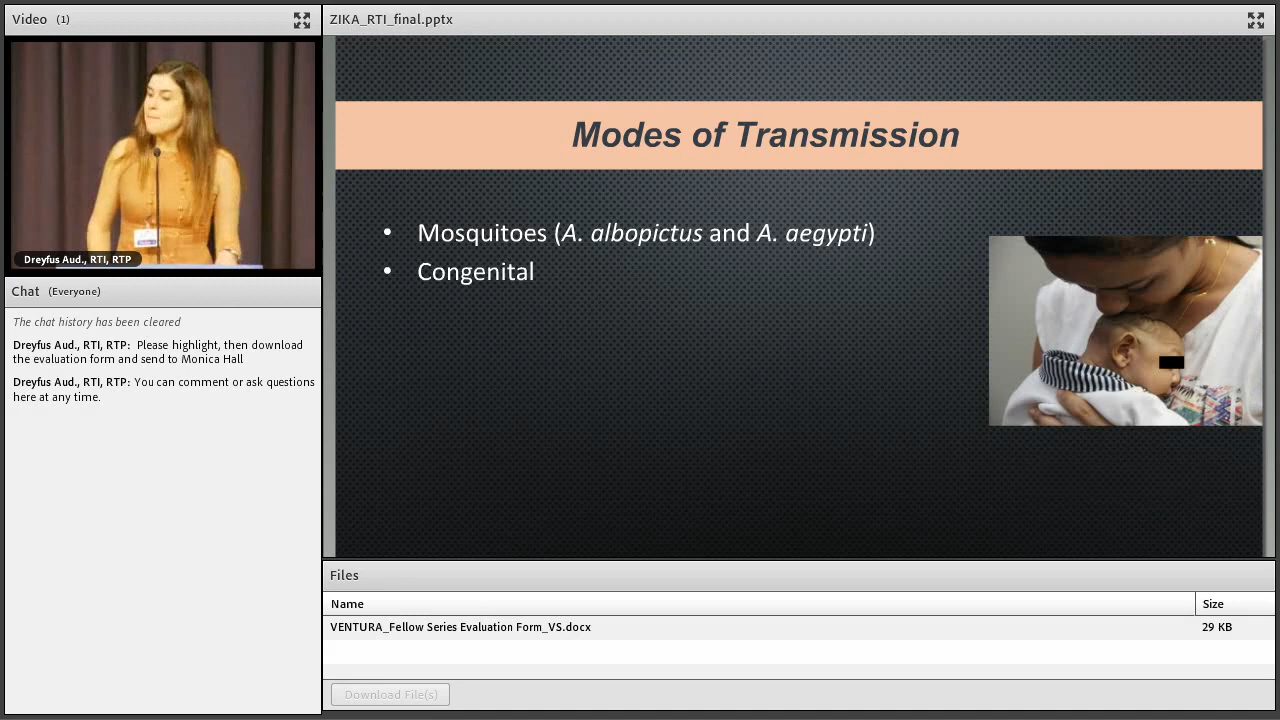 Video (1)
Dreyfus Aud., RTI, RTP
Chat (Everyone)
The chat history has been cleared
Dreyfus Aud., RTI, RTP: Please highlight, then download
the evaluation form and send to Monica Hall
Dreyfus Aud., RTI, RTP: You can comment or ask questions
here at any time.
ZIKA_RTI_final.pptx
Modes of Transmission
• Mosquitoes (A. albopictus and A. aegypti)
• Congenital
Files
Name Size
VENTURA_Fellow Series Evaluation Form_VS.docx 29 KB
Download File(s)